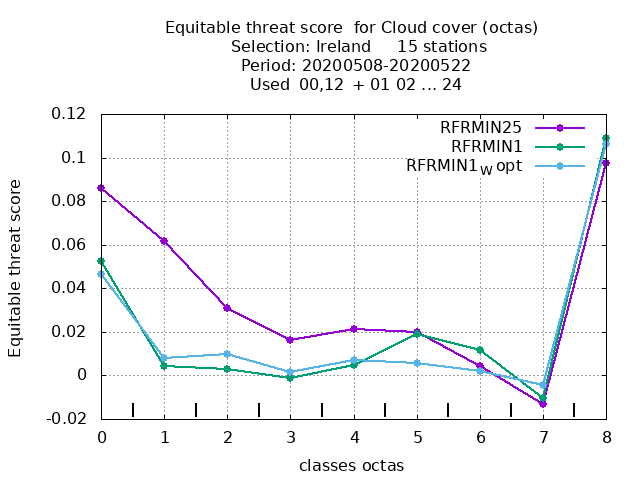 Equitable threat score  for Cloud cover (octas)
Selection: Ireland     15 stations
Period: 20200508-20200522
Used  00,12  + 01 02 ... 24
RFRMIN25
RFRMIN1
RFRMIN1W opt
Equitable threat score
0.12
0.1
0.08
0.06
0.04
0.02
0
-0.02
0 1 2 3 4 5 6 7 8
classes octas